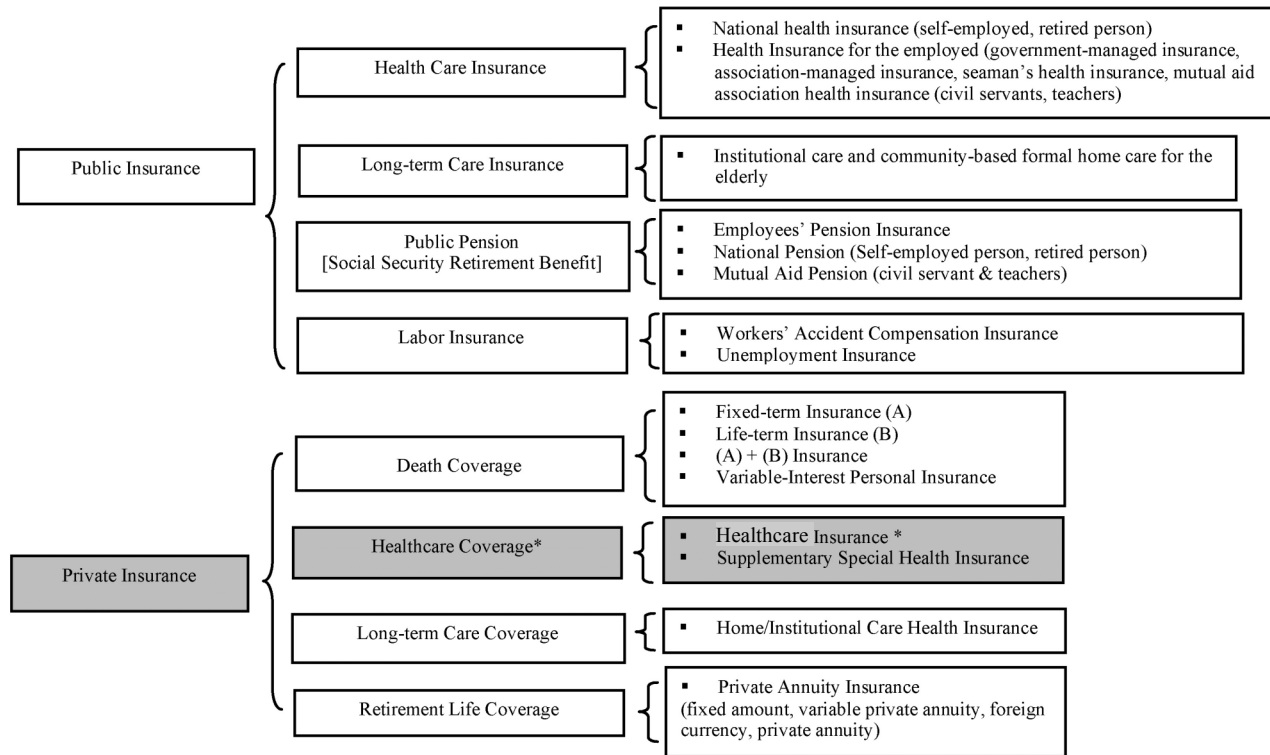 Public Insurance
Health Care Insurance
▪ National health insurance (self-employed, retired person)
▪ Health Insurance for the employed (government-managed insurance,
association-managed insurance, seaman’s health insurance, mutual aid
association health insurance (civil servants, teachers)
Long-term Care Insurance
▪ Institutional care and community-based formal home care for the
elderly
Public Pension
[Social Security Retirement Benefit]
▪ Employees’ Pension Insurance
▪ National Pension (Self-employed person, retired person)
▪ Mutual Aid Pension (civil servant & teachers)
Labor Insurance
▪ Workers’ Accident Compensation Insurance
▪ Unemployment Insurance
Private Insurance
Death Coverage
▪ Fixed-term Insurance (A)
▪ Life-term Insurance (B)
▪ (A) + (B) Insurance
▪ Variable-Interest Personal Insurance
Healthcare Coverage*
▪ Healthcare Insurance *
▪ Supplementary Special Health Insurance
Long-term Care Coverage
▪ Home/Institutional Care Health Insurance
Retirement Life Coverage
▪ Private Annuity Insurance
(fixed amount, variable private annuity, foreign
currency, private annuity)